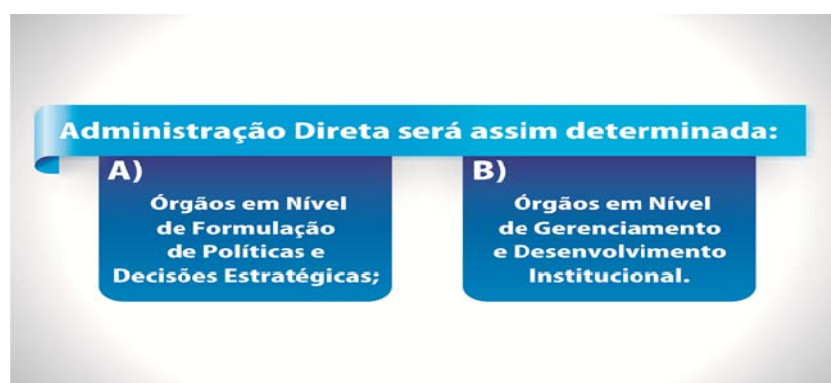 Administração Direta será assim determinada:
A)
Órgãos em Nível
de Formulação
de Políticas e
Decisões Estratégicas;
B)
Órgãos em Nível
de Gerenciamento
e Desenvolvimento
Institucional.